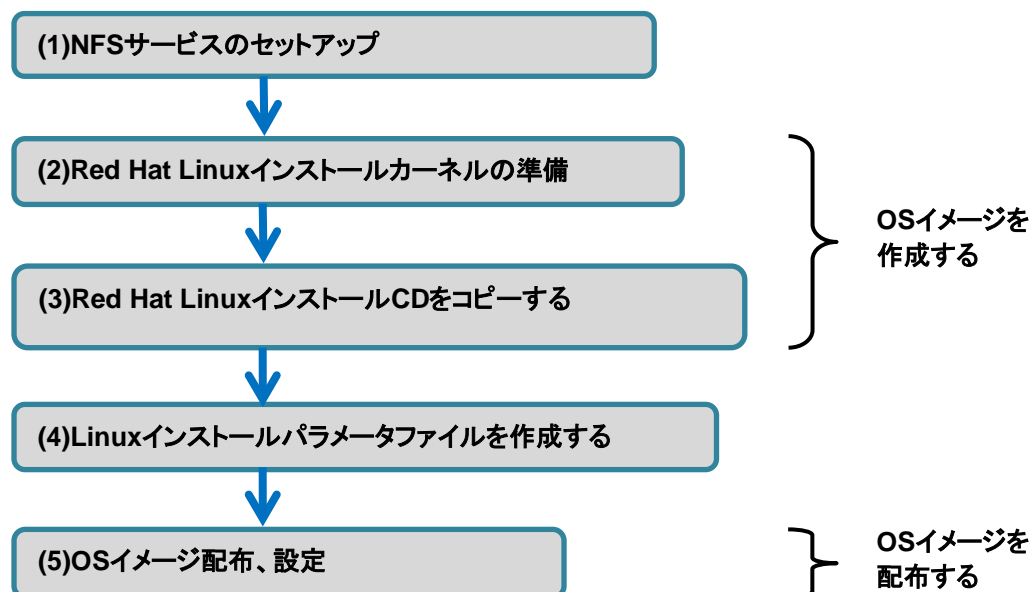 (1)NFSサービスのセットアップ
(2)Red Hat Linuxインストールカーネルの準備
(3)Red Hat LinuxインストールCDをコピーする
OSイメージを
作成する
(4)Linuxインストールパラメータファイルを作成する
(5)OSイメージ配布、設定
OSイメージを
配布する